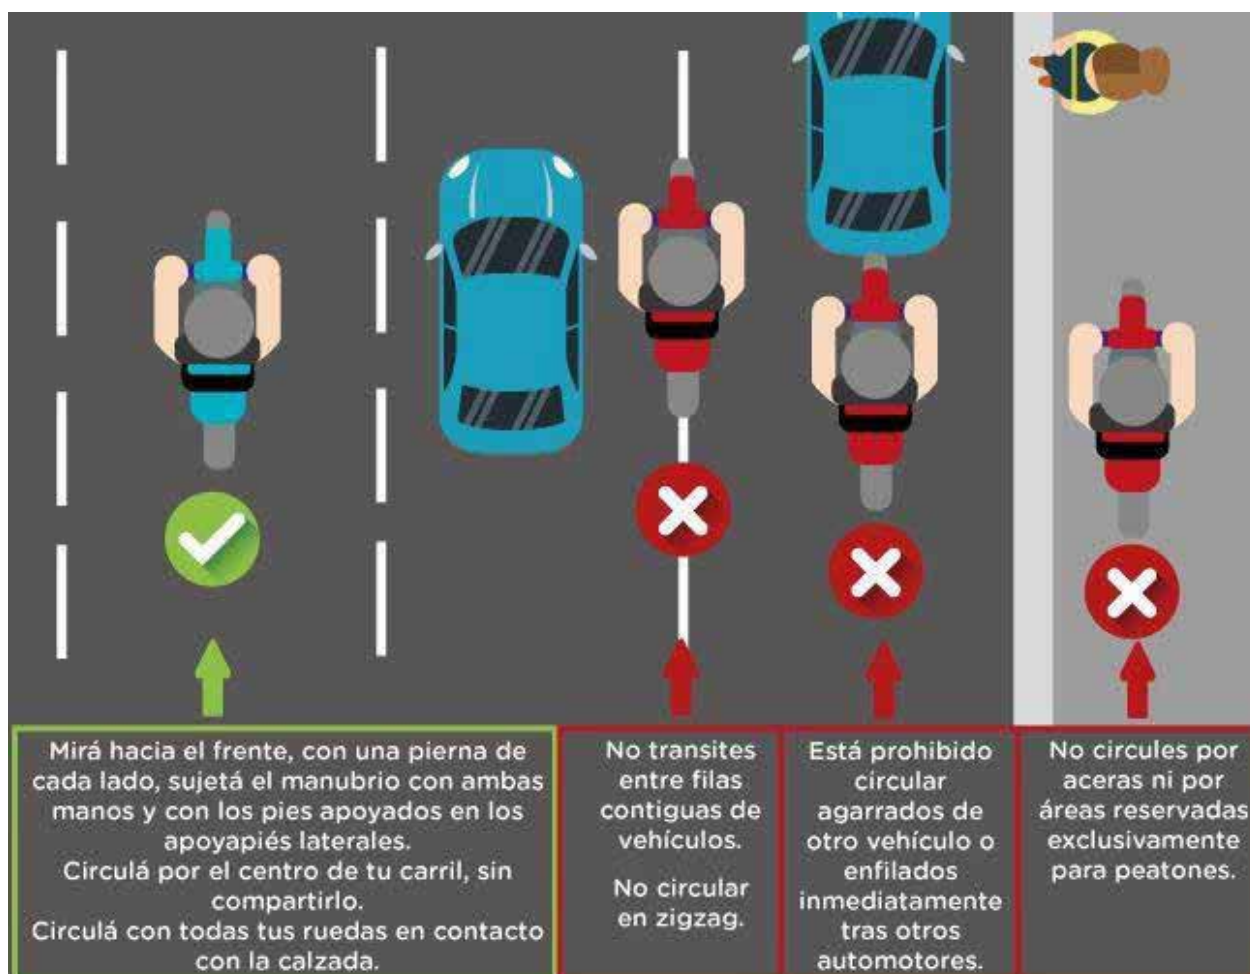 Mirá hacia el frente, con una pierna de
cada lado, sujetá el manubrio con ambas
manos y con los pies apoyados en los
apoyapiés laterales.
Circulá por el centro de tu carril, sin
compartirlo.
Circulá con todas tus ruedas en contacto
con la calzada.
No transites
entre filas
contiguas de
vehículos.
No circular
en zigzag.
Está prohibido
circular
agarrados de
otro vehículo o
enfilados
inmediatamente
tras otros
automotores.
No circules por
aceras ni por
áreas reservadas
exclusivamente
para peatones.